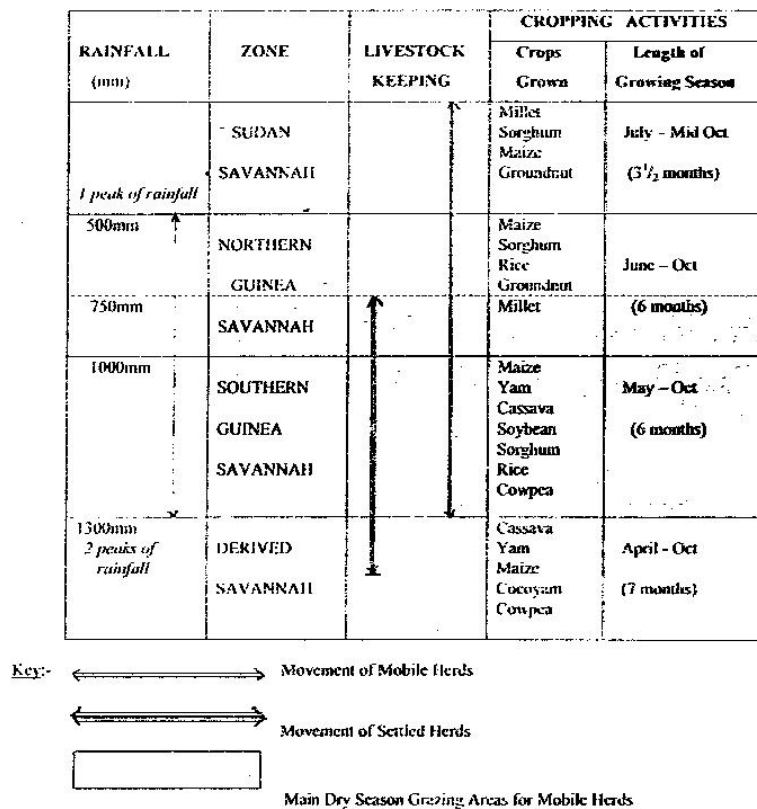 CROPPING ACTIVITIES
RAINFALL ZONE LIVESTOCK Crops Length of
(mm) KEEPING Grown Growing Season
Millet
SUDAN Sorghum July - Mid Oct
Maize
SAVANNAH Groundnut (3 1/2 months)
1 peak of rainfall
500mm Maize
NORTHERN Sorghum
Rice June - Oct
GUINEA Groundnut
750mm Millet (6 months)
SAVANNAH
1000mm Maize
SOUTHERN Yam May - Oct
Cassava
GUINEA Soybean (6 months)
Sorghum
SAVANNAH Rice
Cowpea
1300mm Cassava
2 peaks of DERIVED Yam April - Oct
rainfall Maize
SAVANNAH Cocoyam (7 months)
Cowpea
Key:- Movement of Mobile Herds
Movement of Settled Herds
Main Dry Season Grazing Areas for Mobile Herds